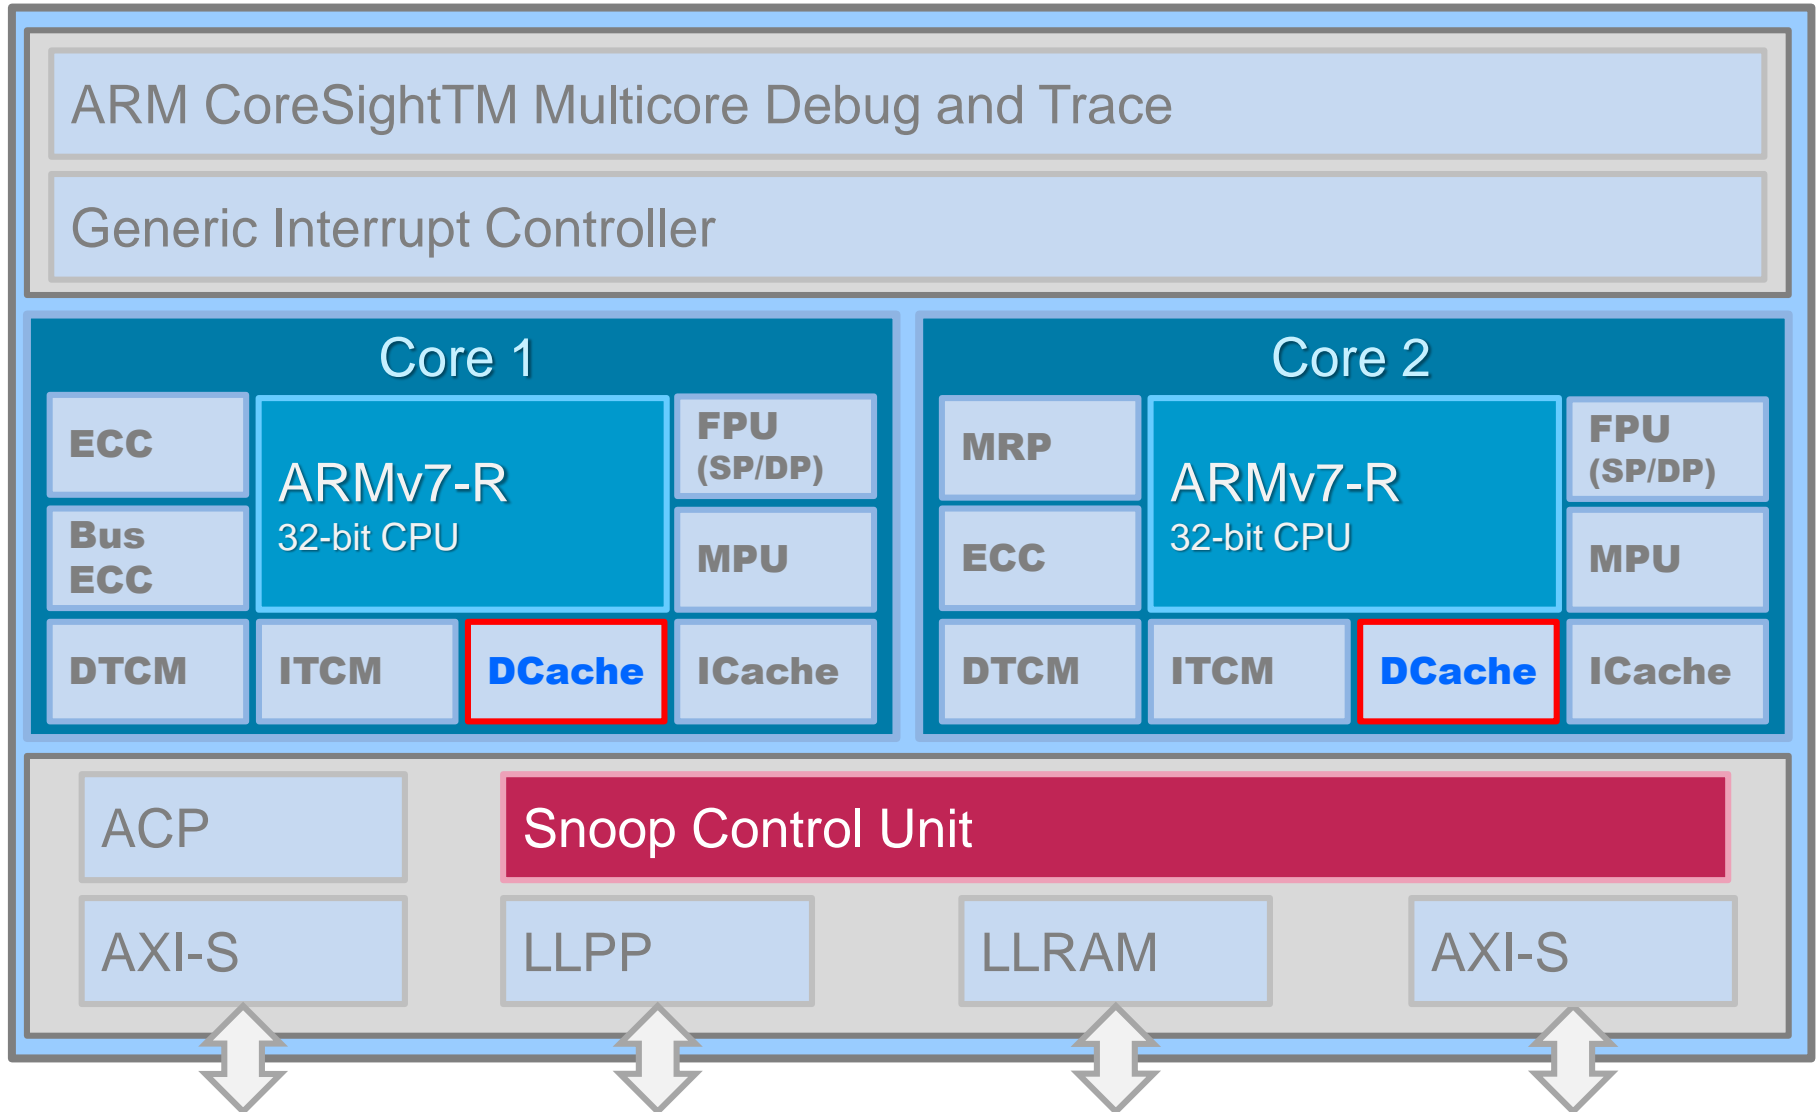 ARM CoreSightTM Multicore Debug and Trace
Generic Interrupt Controller
Core 1
ECC
Bus
ECC
ARMv7-R
32-bit CPU
FPU
(SP/DP)
MPU
DTCM
ITCM
DCache
ICache
Core 2
MRP
ECC
ARMv7-R
32-bit CPU
FPU
(SP/DP)
MPU
DTCM
ITCM
DCache
ICache
ACP
Snoop Control Unit
AXI-S
LLPP
LLRAM
AXI-S